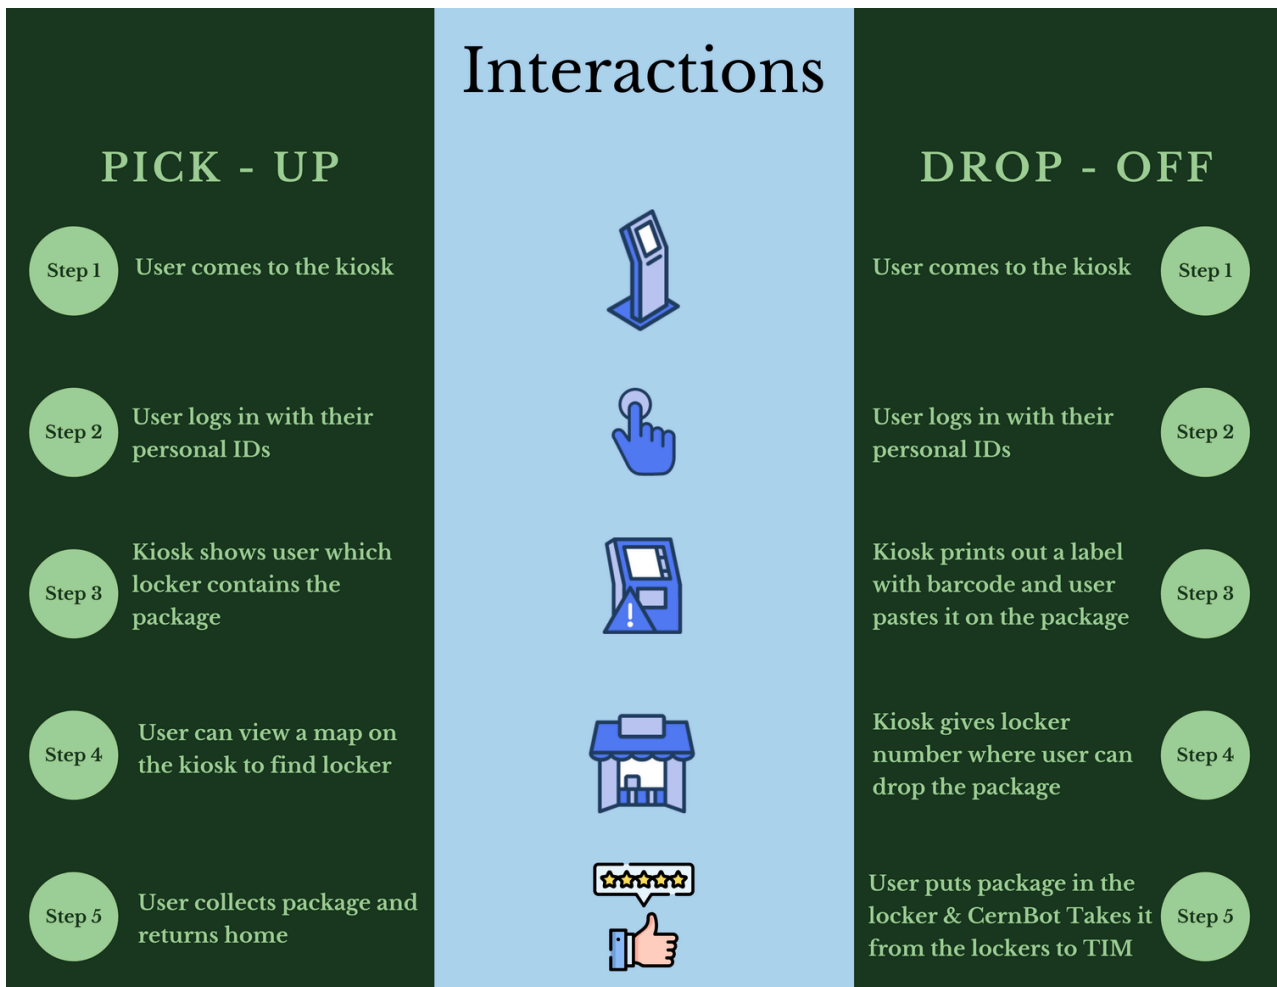 Interactions
PICK - UP
Step 1
User comes to the kiosk
Step 2
User logs in with their
personal IDs
Step 3
Kiosk shows user which
locker contains the
package
Step 4
User can view a map on
the kiosk to find locker
Step 5
User collects package and
returns home
DROP - OFF
User comes to the kiosk
Step 1
User logs in with their
personal IDs
Step 2
Kiosk prints out a label
with barcode and user
pastes it on the package
Step 3
Kiosk gives locker
number where user can
drop the package
Step 4
User puts package in the
locker & CernBot Takes it
from the lockers to TIM
Step 5